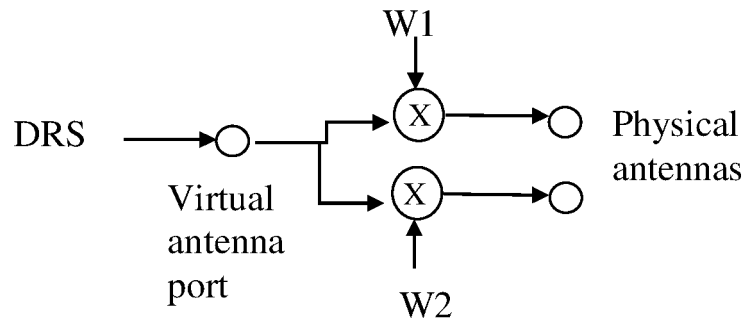 W1
DRS
X
Physical
antennas
X
Virtual
antenna
port
W2